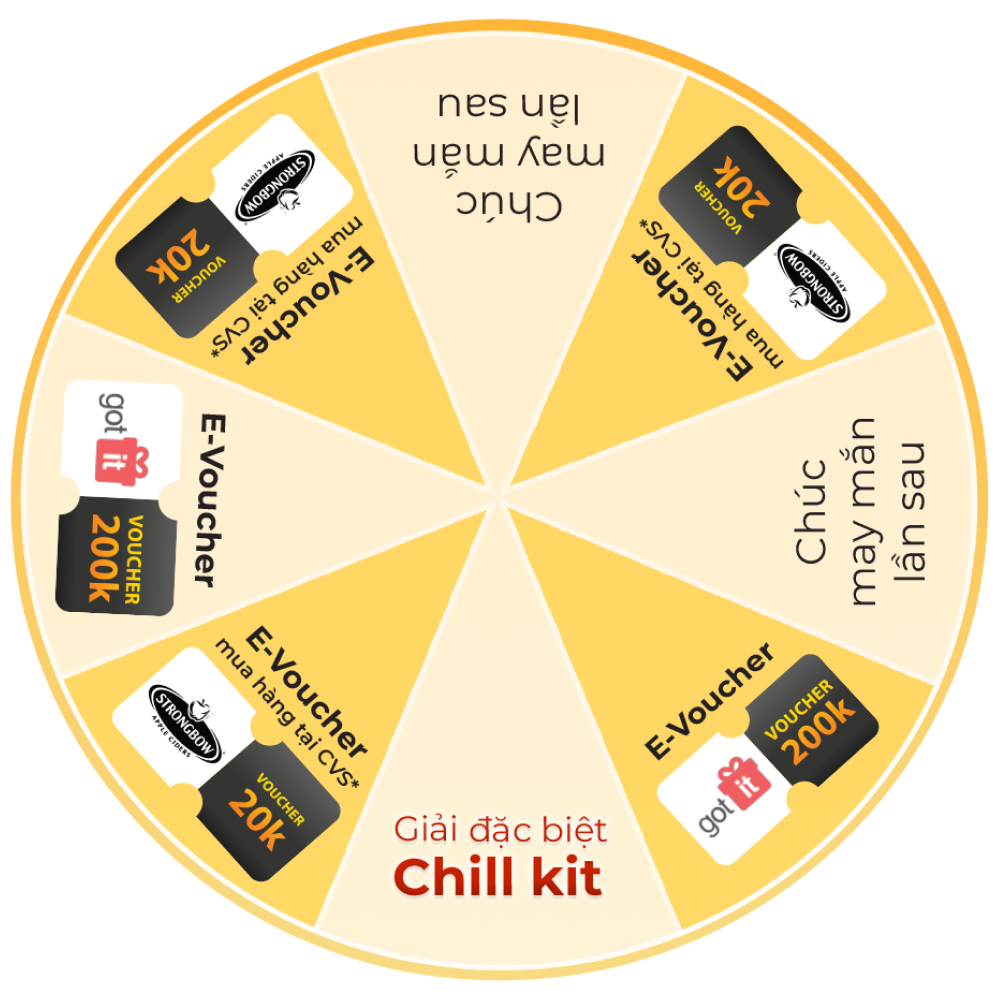 Chúc
may mắn
lần sau
E-Voucher
mua hàng tại CVS*
STRONGBOW
APPLE CIDERS
VOUCHER
20k
Chúc
may mắn
lần sau
E-Voucher
got it
VOUCHER
200k
Giải đặc biệt
Chill kit
E-Voucher
mua hàng tại CVS*
STRONGBOW
APPLE CIDERS
VOUCHER
20k
E-Voucher
got it
VOUCHER
200k
E-Voucher
mua hàng tại CVS*
STRONGBOW
APPLE CIDERS
VOUCHER
20k